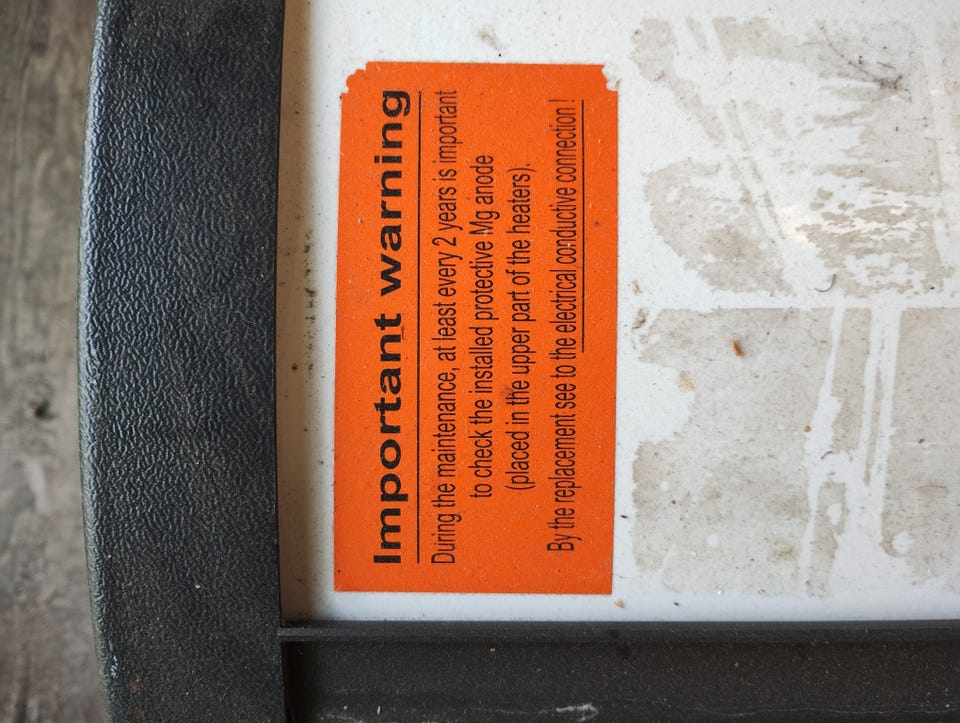 Important warning
During the maintenance, at least every 2 years is important
to check the installed protective Mg anode
(placed in the upper part of the heaters).
By the replacement see to the electrical conductive connection !